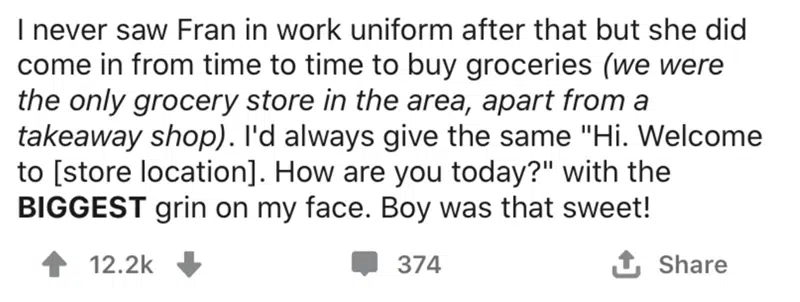 I never saw Fran in work uniform after that but she did
come in from time to time to buy groceries (we were
the only grocery store in the area, apart from a
takeaway shop). I'd always give the same "Hi. Welcome
to [store location]. How are you today?" with the
BIGGEST grin on my face. Boy was that sweet!
12.2k 374 Share